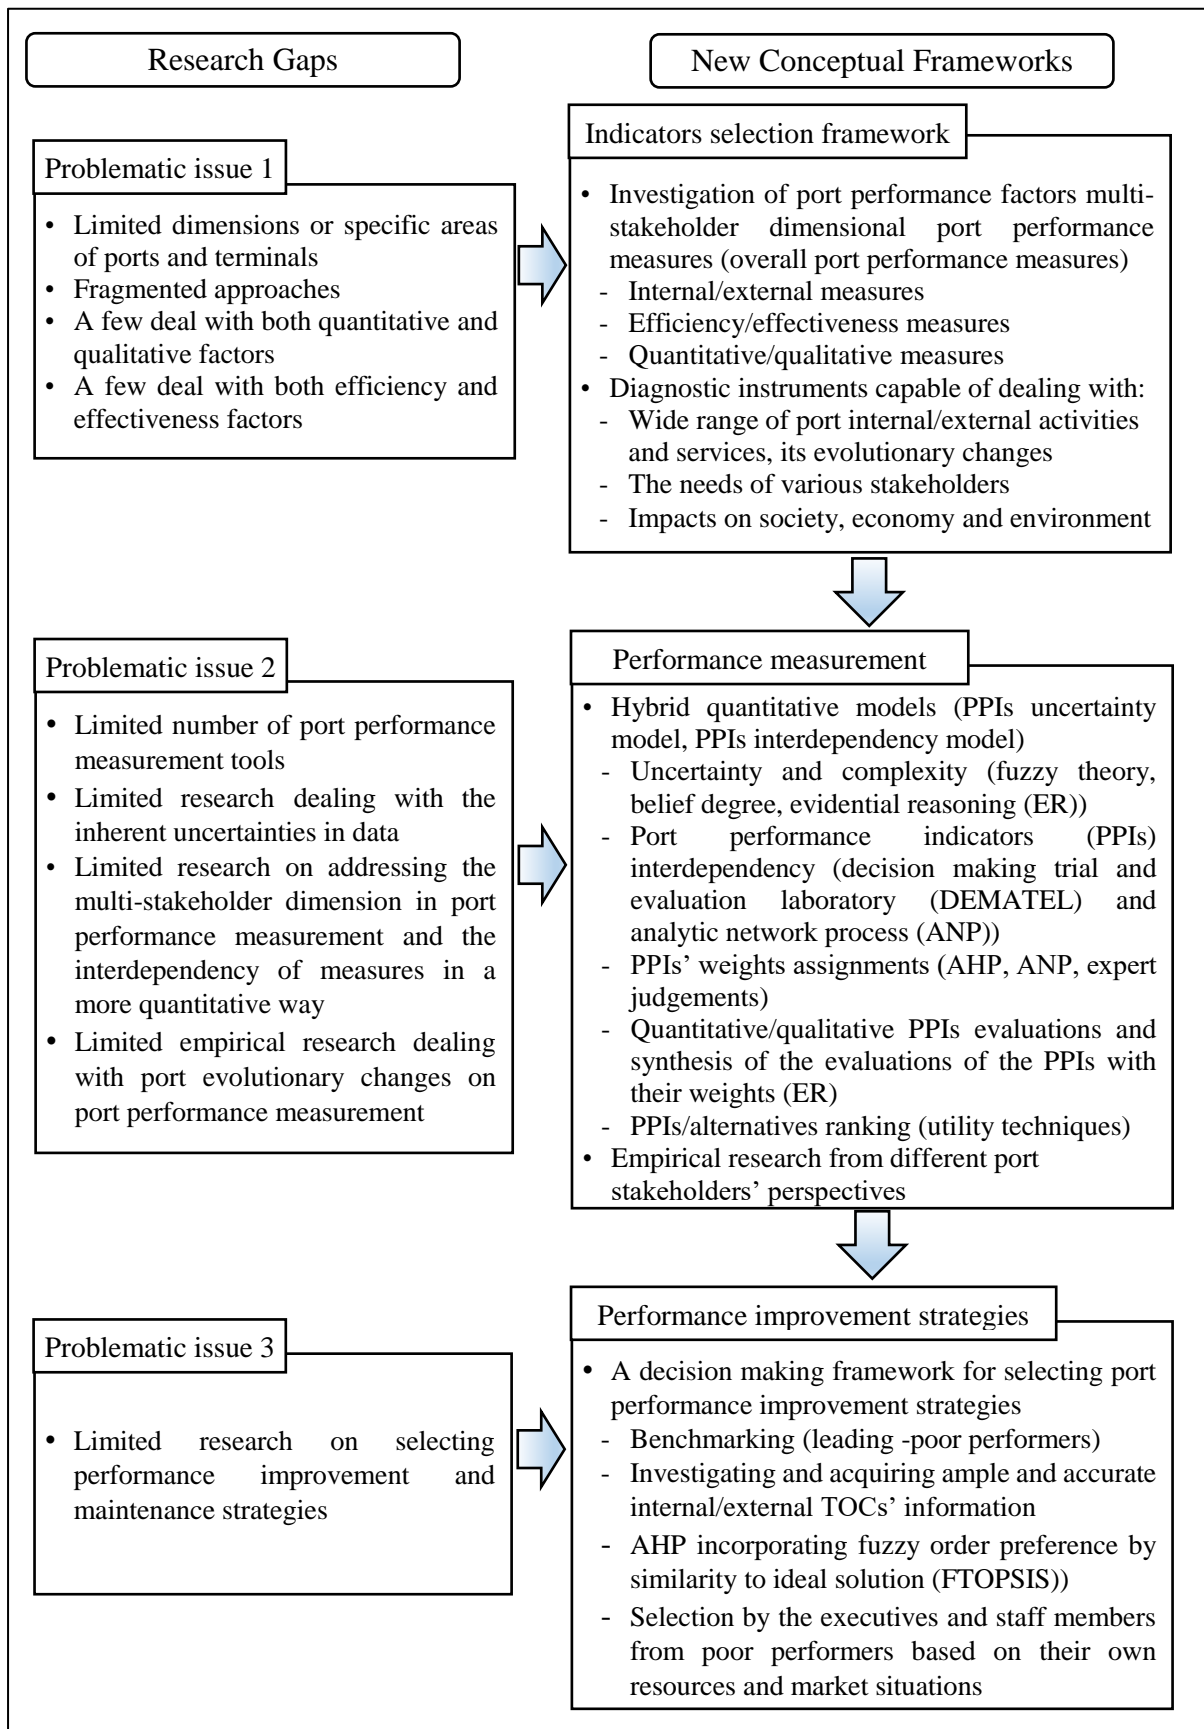 Research Gaps
New Conceptual Frameworks
Problematic issue 1
• Limited dimensions or specific areas
of ports and terminals
• Fragmented approaches
• A few deal with both quantitative and
qualitative factors
• A few deal with both efficiency and
effectiveness factors
Indicators selection framework
• Investigation of port performance factors multi-
stakeholder dimensional port performance
measures (overall port performance measures)
- Internal/external measures
- Efficiency/effectiveness measures
- Quantitative/qualitative measures
• Diagnostic instruments capable of dealing with:
- Wide range of port internal/external activities
and services, its evolutionary changes
- The needs of various stakeholders
- Impacts on society, economy and environment
Problematic issue 2
• Limited number of port performance
measurement tools
• Limited research dealing with the
inherent uncertainties in data
• Limited research on addressing the
multi-stakeholder dimension in port
performance measurement and the
interdependency of measures in a
more quantitative way
• Limited empirical research dealing
with port evolutionary changes on
port performance measurement
Performance measurement
• Hybrid quantitative models (PPIs uncertainty
model, PPIs interdependency model)
- Uncertainty and complexity (fuzzy theory,
belief degree, evidential reasoning (ER))
- Port performance indicators (PPIs)
interdependency (decision making trial and
evaluation laboratory (DEMATEL) and
analytic network process (ANP))
- PPIs’ weights assignments (AHP, ANP, expert
judgements)
- Quantitative/qualitative PPIs evaluations and
synthesis of the evaluations of the PPIs with
their weights (ER)
- PPIs/alternatives ranking (utility techniques)
• Empirical research from different port
stakeholders’ perspectives
Problematic issue 3
• Limited research on selecting
performance improvement and
maintenance strategies
Performance improvement strategies
• A decision making framework for selecting port
performance improvement strategies
- Benchmarking (leading -poor performers)
- Investigating and acquiring ample and accurate
internal/external TOCs’ information
- AHP incorporating fuzzy order preference by
similarity to ideal solution (FTOPSIS))
- Selection by the executives and staff members
from poor performers based on their own
resources and market situations